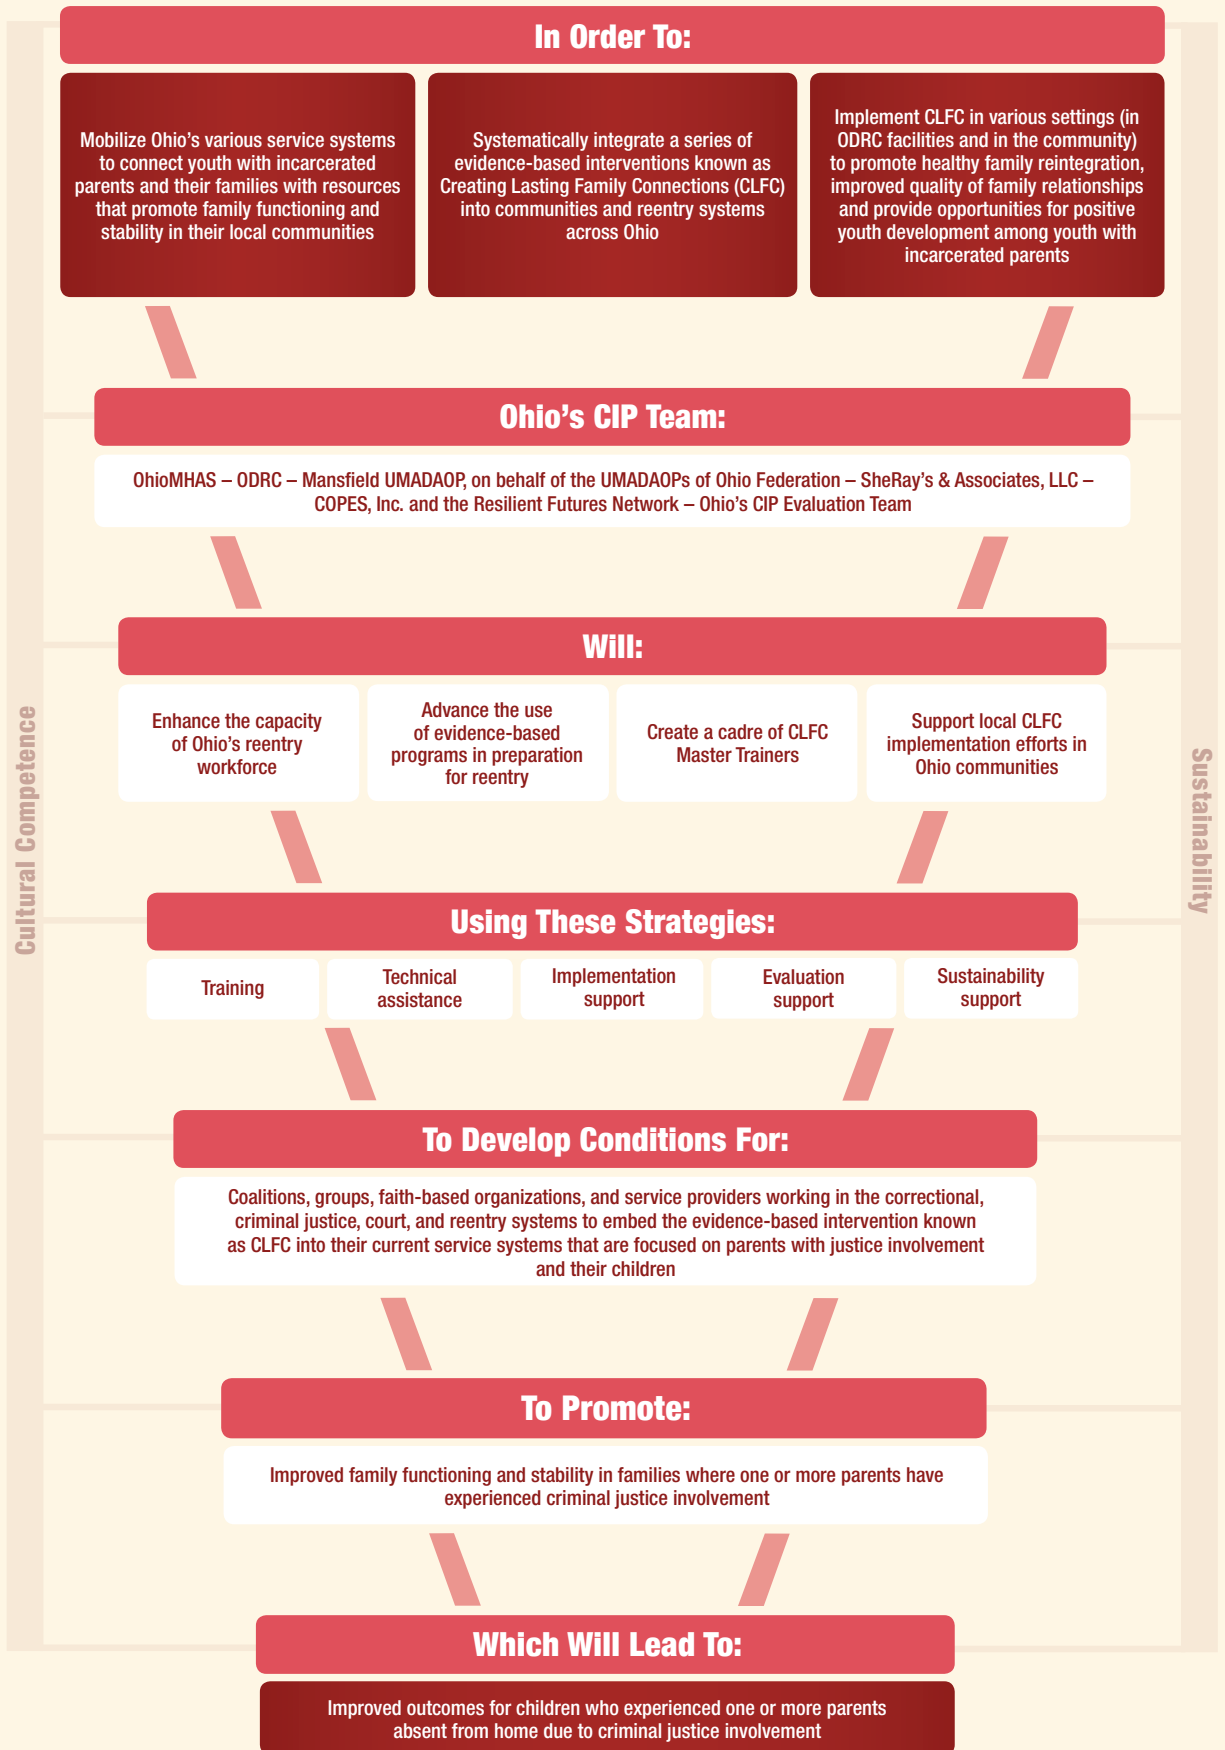 In Order To:
Mobilize Ohio’s various service systems
to connect youth with incarcerated
parents and their families with resources
that promote family functioning and
stability in their local communities
Systematically integrate a series of
evidence-based interventions known as
Creating Lasting Family Connections (CLFC)
into communities and reentry systems
across Ohio
Implement CLFC in various settings (in
ODRC facilities and in the community)
to promote healthy family reintegration,
improved quality of family relationships
and provide opportunities for positive
youth development among youth with
incarcerated parents
Ohio’s CIP Team:
OhioMHAS – ODRC – Mansfield UMADAOP, on behalf of the UMADAOPs of Ohio Federation – SheRay’s & Associates, LLC –
COPES, Inc. and the Resilient Futures Network – Ohio’s CIP Evaluation Team
Will:
Enhance the capacity
of Ohio’s reentry
workforce
Advance the use
of evidence-based
programs in preparation
for reentry
Create a cadre of CLFC
Master Trainers
Support local CLFC
implementation efforts in
Ohio communities
Using These Strategies:
Training
Technical
assistance
Implementation
support
Evaluation
support
Sustainability
support
To Develop Conditions For:
Coalitions, groups, faith-based organizations, and service providers working in the correctional,
criminal justice, court, and reentry systems to embed the evidence-based intervention known
as CLFC into their current service systems that are focused on parents with justice involvement
and their children
To Promote:
Improved family functioning and stability in families where one or more parents have
experienced criminal justice involvement
Which Will Lead To:
Improved outcomes for children who experienced one or more parents
absent from home due to criminal justice involvement
Cultural Competence
Sustainability